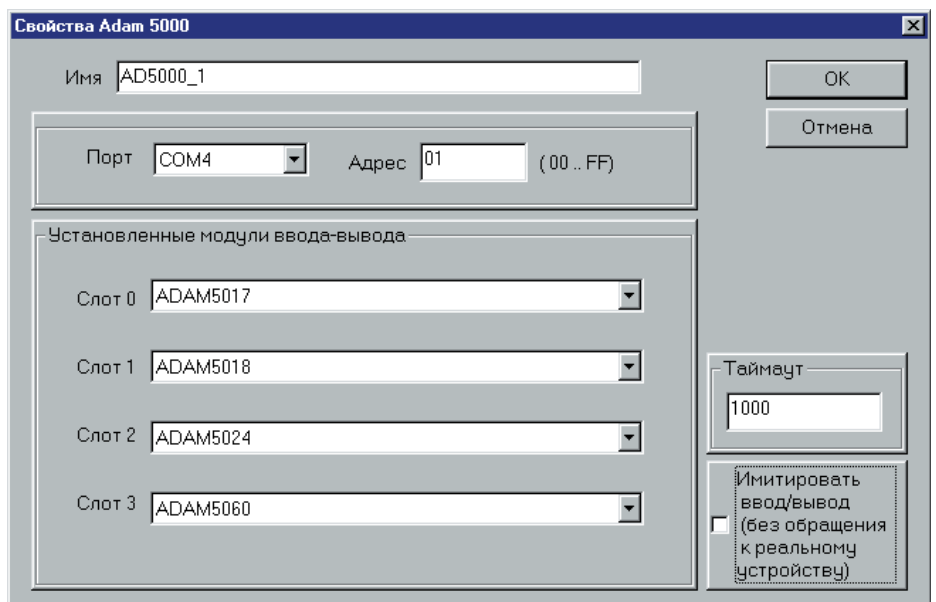 Свойства Adam 5000
Имя AD5000_1
OK
Отмена
Порт COM4 Адрес 01 (00 .. FF)
Установленные модули ввода-вывода
Слот 0 ADAM5017
Слот 1 ADAM5018
Слот 2 ADAM5024
Слот 3 ADAM5060
Таймаут
1000
Имитировать
ввод/вывод
(без обращения
к реальному
устройству)